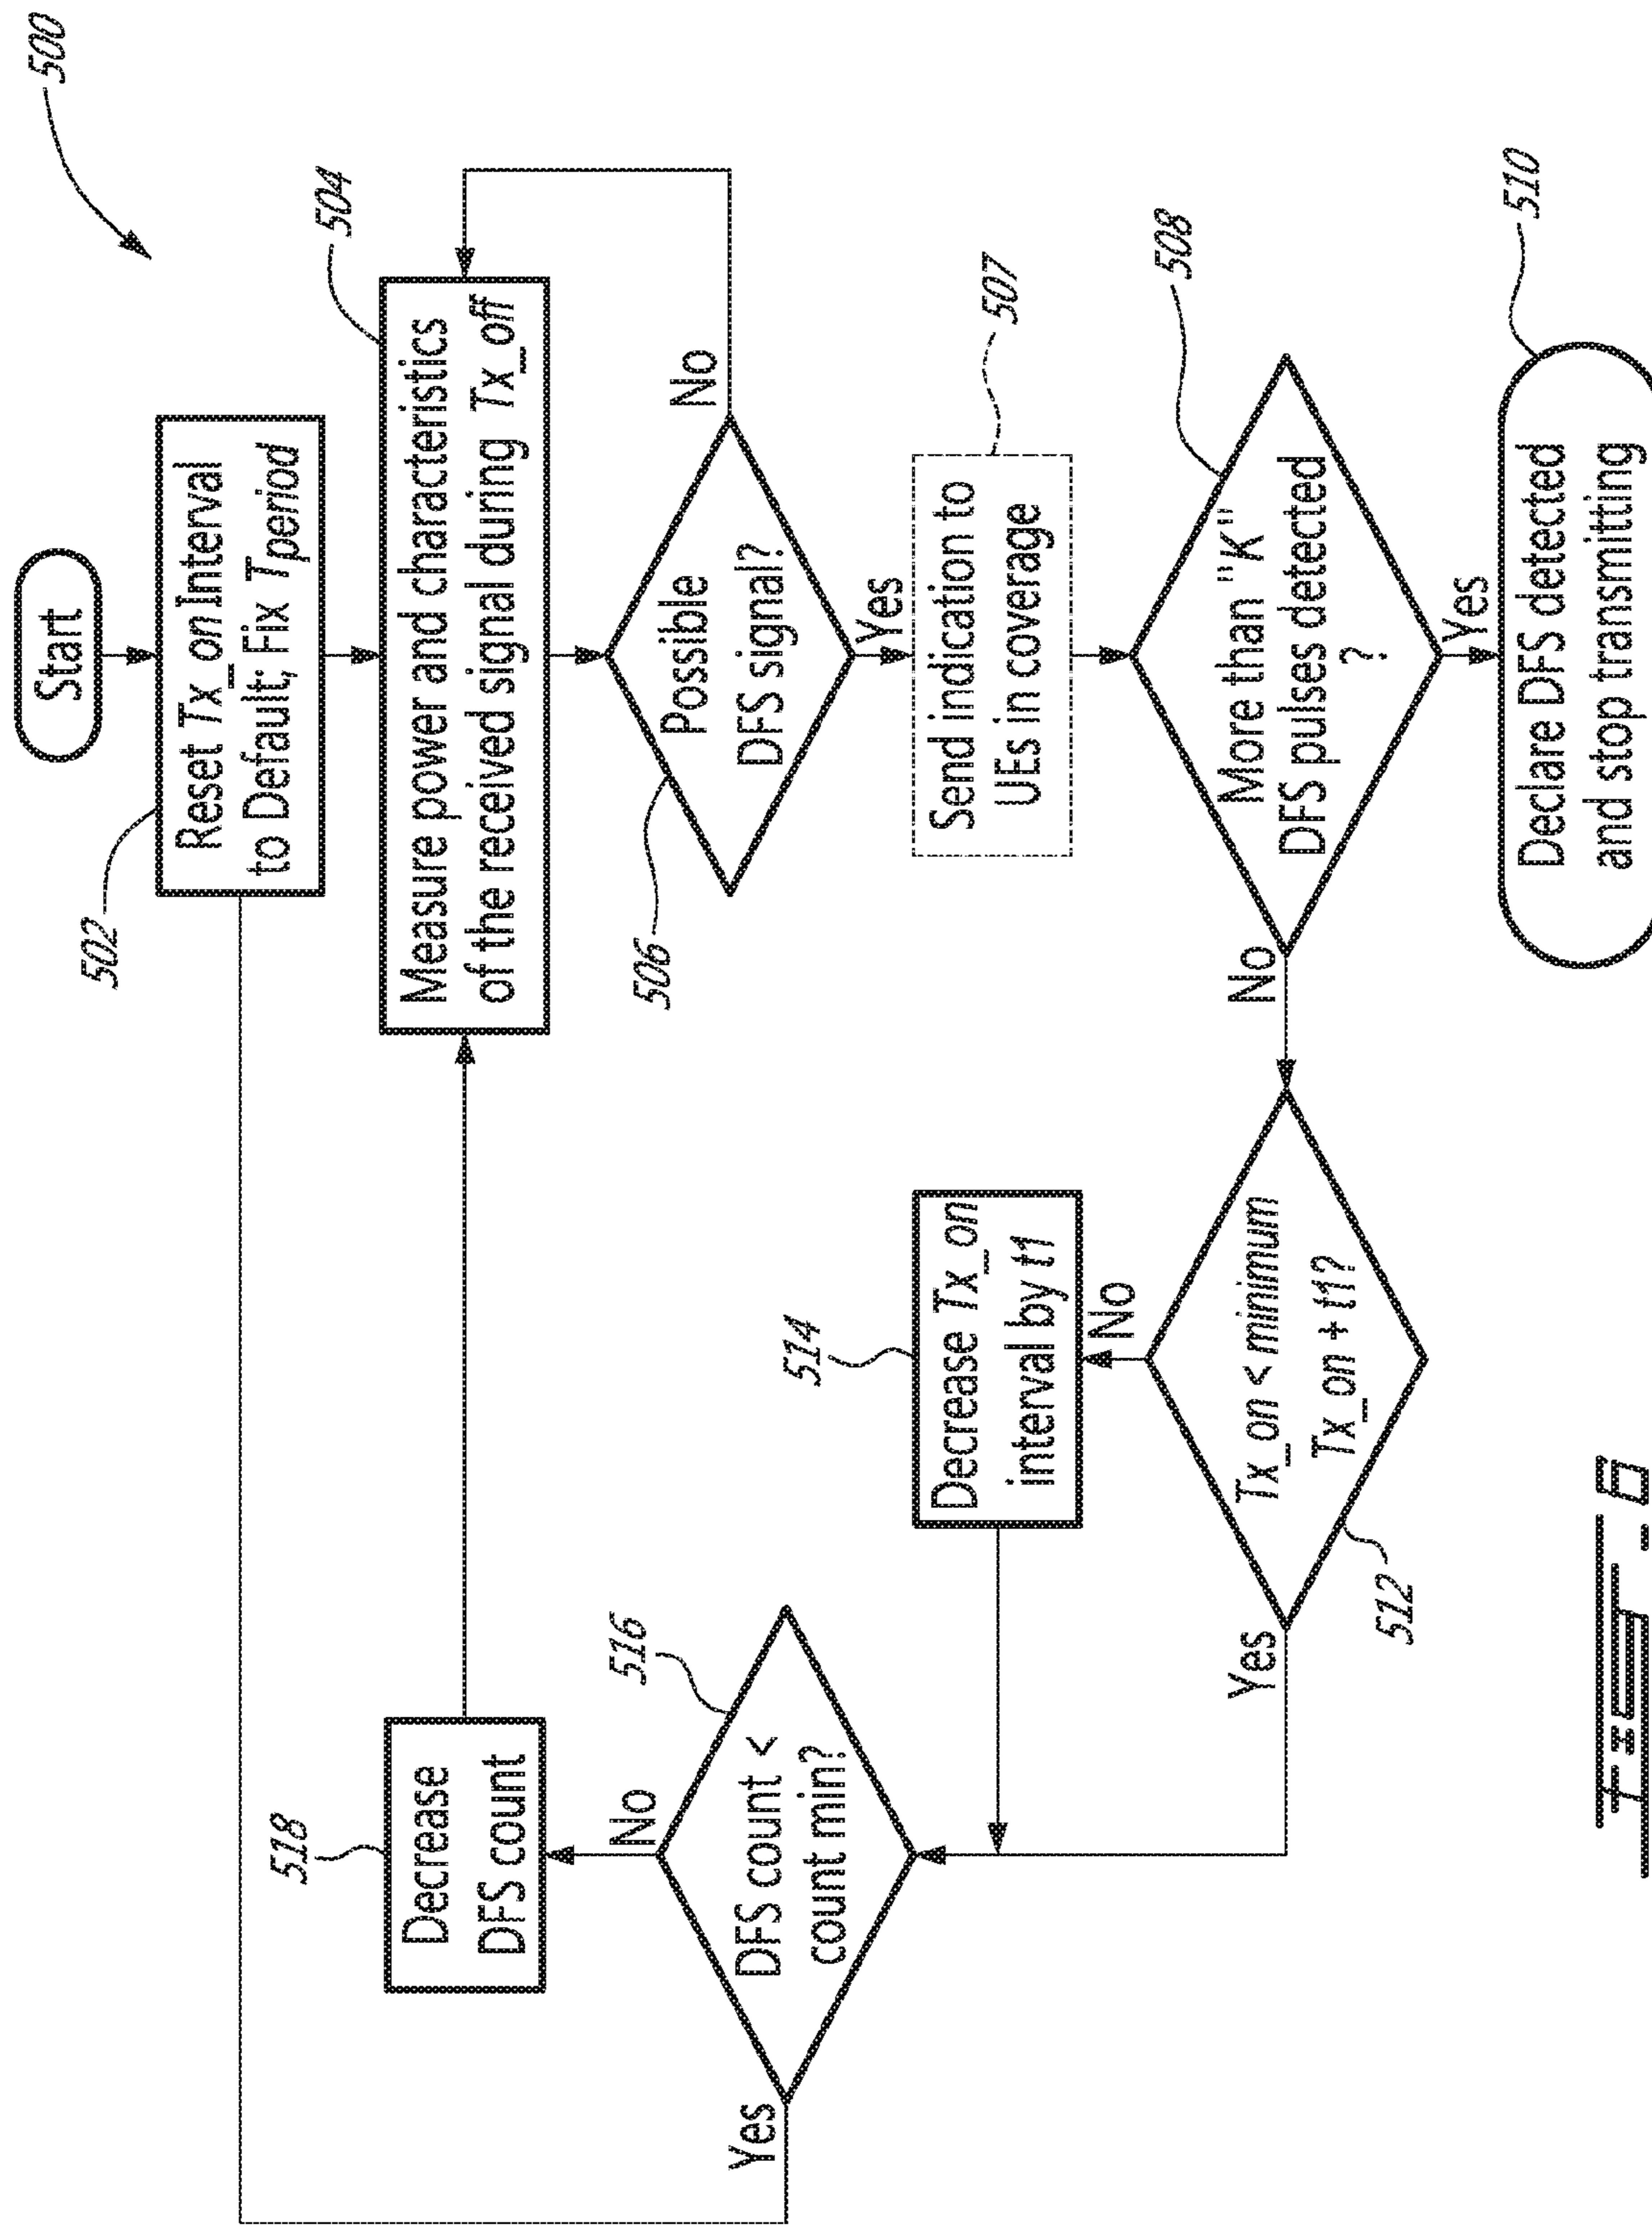 500
Start
502
Reset Tx_on Interval
to Default; Fix Tperiod
504
Measure power and characteristics
of the received signal during Tx_off
506
Possible
DFS signal?
No
Yes
507
Send indication to
UEs in coverage
508
More than "K"
DFS pulses detected
?
No
Yes
510
Declare DFS detected
and stop transmitting
512
Tx_on < minimum
Tx_on + t1?
No
Yes
514
Decrease Tx_on
interval by t1
516
DFS count <
count min?
No
Yes
518
Decrease
DFS count